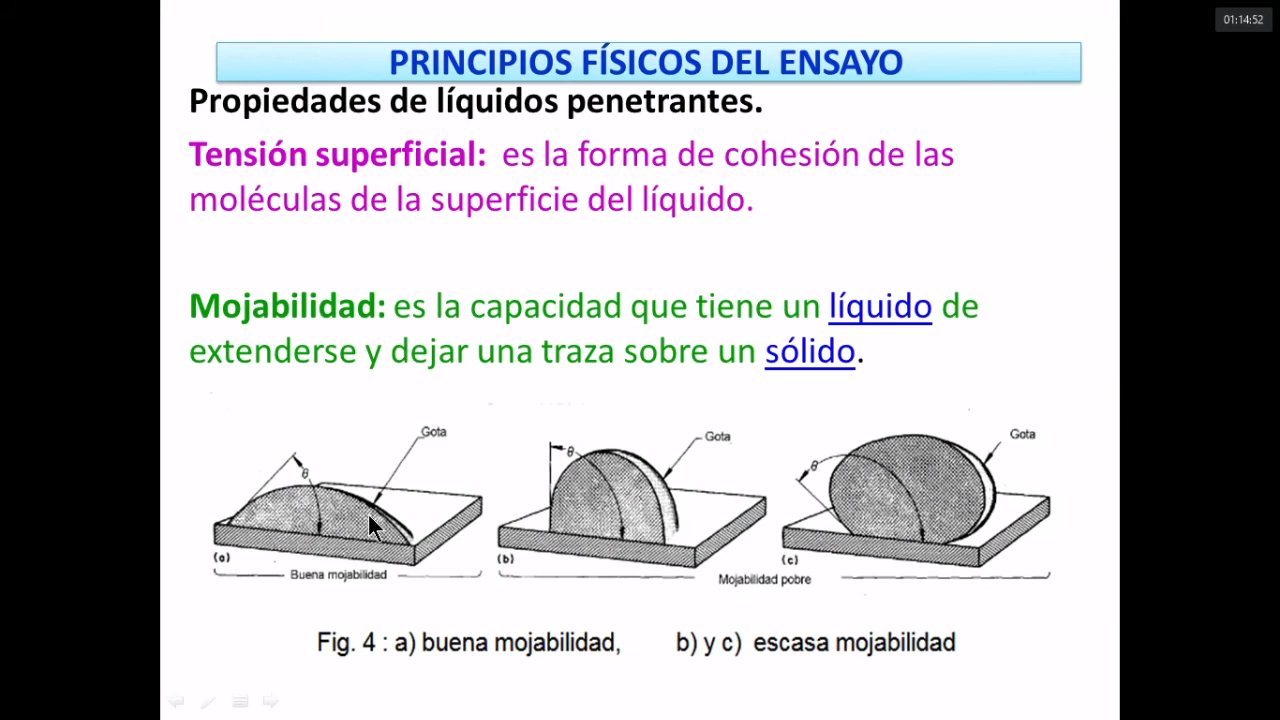 01:14:52
PRINCIPIOS FÍSICOS DEL ENSAYO
Propiedades de líquidos penetrantes.
Tensión superficial: es la forma de cohesión de las
moléculas de la superficie del líquido.
Mojabilidad: es la capacidad que tiene un líquido de
extenderse y dejar una traza sobre un sólido.
Gota
θ
(a)
Buena mojabilidad
Gota
θ
(b)
Gota
θ
(c)
Mojabilidad pobre
Fig. 4 : a) buena mojabilidad, b) y c) escasa mojabilidad